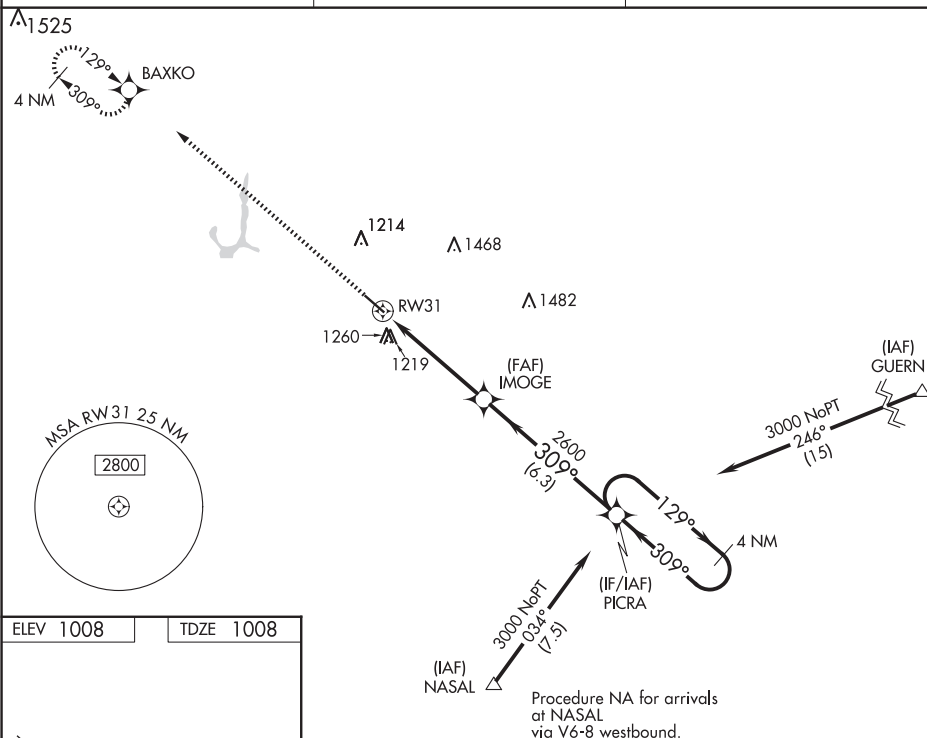 1525
129°
309°
4 NM
BAXKO
1214
1468
1482
RW31
1260
1219
(FAF)
IMOGE
(IAF)
GUERN
3000 NoPT
246°
(15)
2600
309°
(6.3)
MSA RW31 25 NM
2800
129°
309°
4 NM
(IF/IAF)
PICRA
3000 NoPT
034°
(7.5)
(IAF)
NASAL
Procedure NA for arrivals
at NASAL
via V6-8 westbound.
ELEV 1008
TDZE 1008